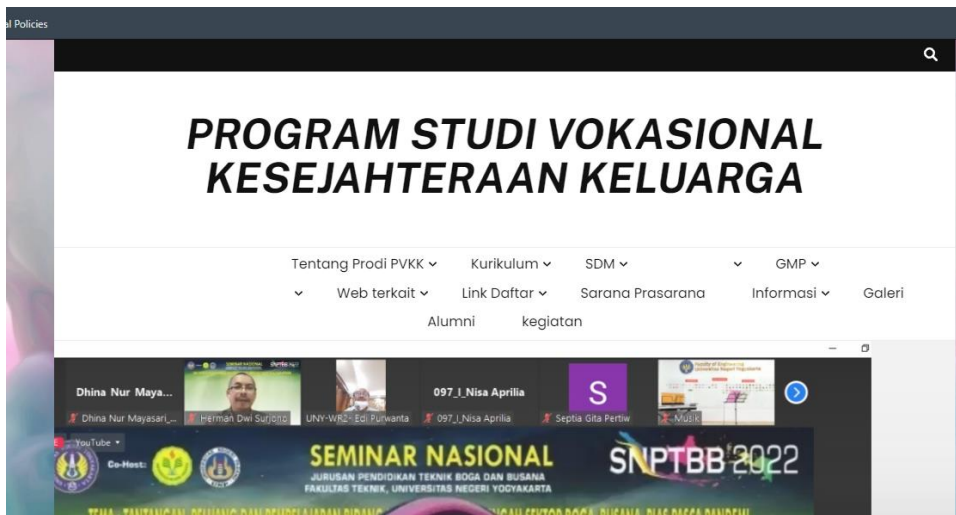 al Policies
PROGRAM STUDI VOKASIONAL
KESEJAHTERAAN KELUARGA
Tentang Prodi PVKK Kurikulum SDM GMP
Web terkait Link Daftar Sarana Prasarana Informasi Galeri
Alumni kegiatan
Dhina Nur Maya... 097_I_Nisa Aprilia S
Dhina Nur Mayasari_... Herman Dwi Surjono UNY-WR2- Edi Purwanta 097_I_Nisa Aprilia Septia Gita Pertiw Musik
YouTube
Co-Host:
SEMINAR NASIONAL
SNPTBB 2022
JURUSAN PENDIDIKAN TEKNIK BOGA DAN BUSANA
FAKULTAS TEKNIK, UNIVERSITAS NEGERI YOGYAKARTA